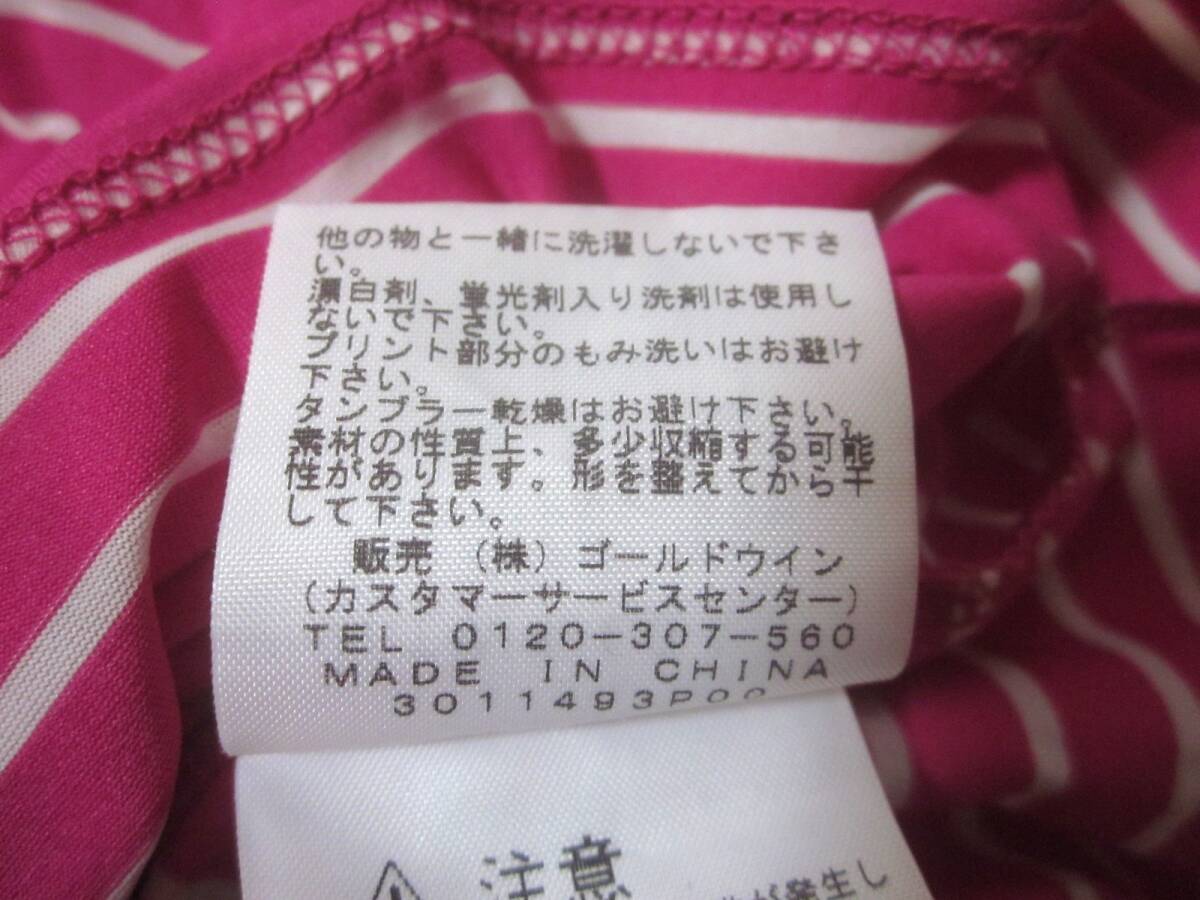 他の物と一緒に洗濯しないで下さ
い。
漂白剤、蛍光剤入り洗剤は使用し
ないで下さい。
プリント部分のもみ洗いはお避け
下さい。
タンブラー乾燥はお避け下さい。
素材の性質上、多少収縮する可能
性があります。形を整えてから干
して下さい。
販売 (株) ゴールドウイン
(カスタマーサービスセンター)
TEL 0120-307-560
MADE IN CHINA
3011493P00
注意
が発生し